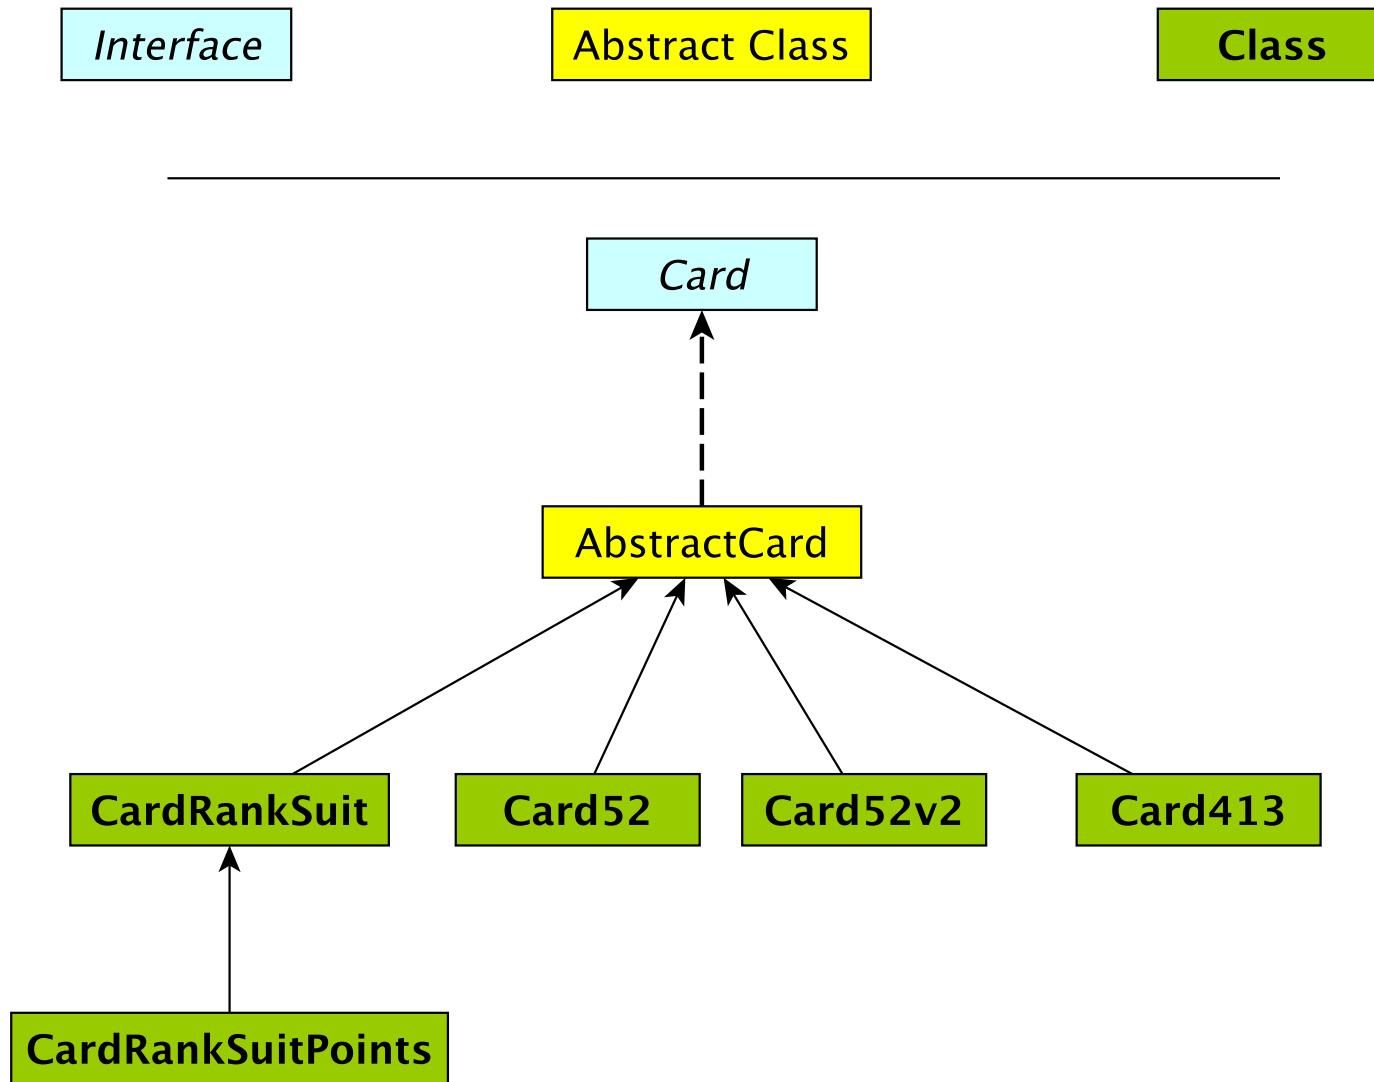 Interface
Abstract Class
Class
Card
AbstractCard
CardRankSuit
Card52
Card52v2
Card413
CardRankSuitPoints